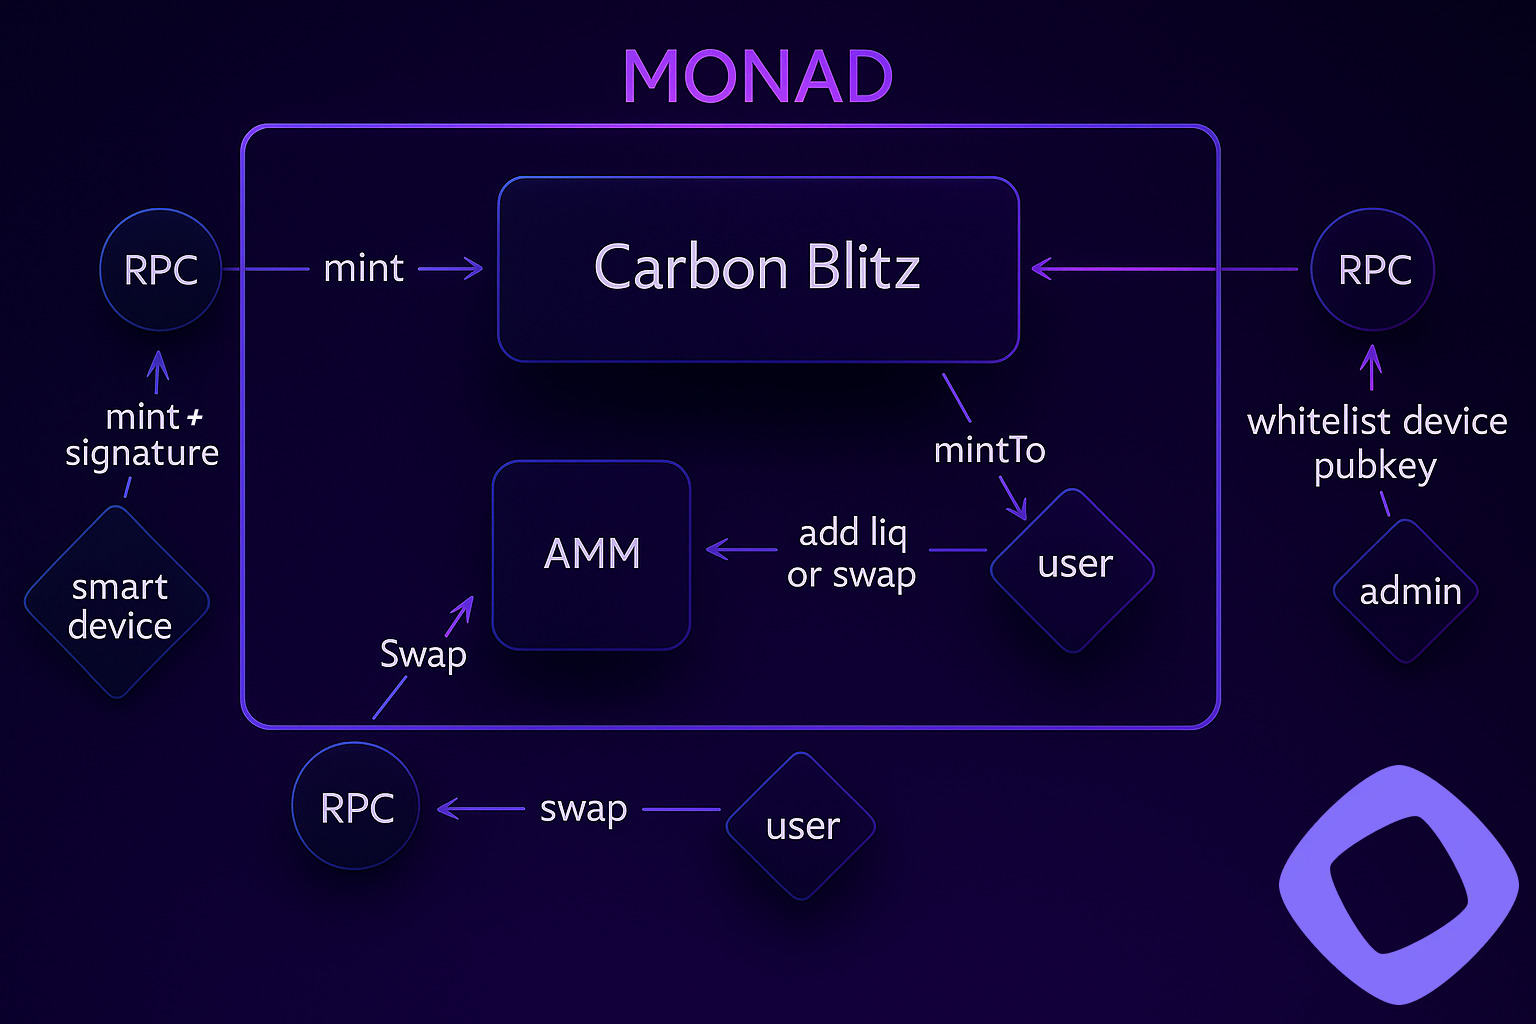 MONAD
RPC
mint
Carbon Blitz
RPC
mint +
signature
mintTo
whitelist device
pubkey
smart
device
AMM
add liq
or swap
user
admin
Swap
RPC
swap
user